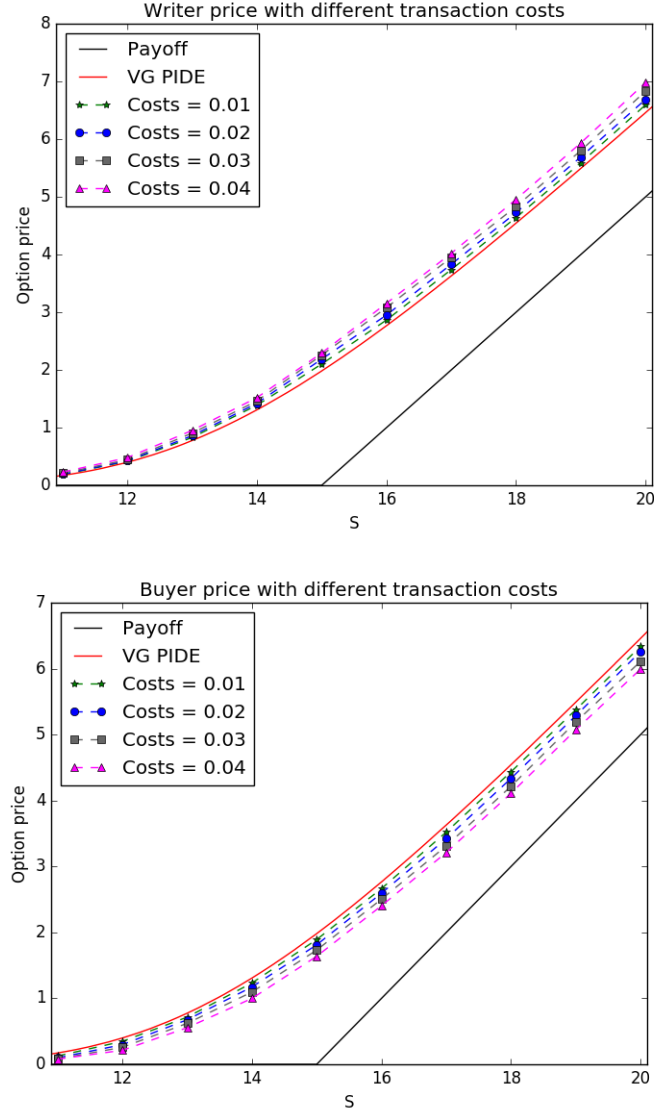 Writer price with different transaction costs
8
7
6
5
4
3
2
1
0
Option price
Payoff
VG PIDE
Costs = 0.01
Costs = 0.02
Costs = 0.03
Costs = 0.04
12
14
16
18
20
S
Buyer price with different transaction costs
7
6
5
4
3
2
1
0
Option price
Payoff
VG PIDE
Costs = 0.01
Costs = 0.02
Costs = 0.03
Costs = 0.04
12
14
16
18
20
S